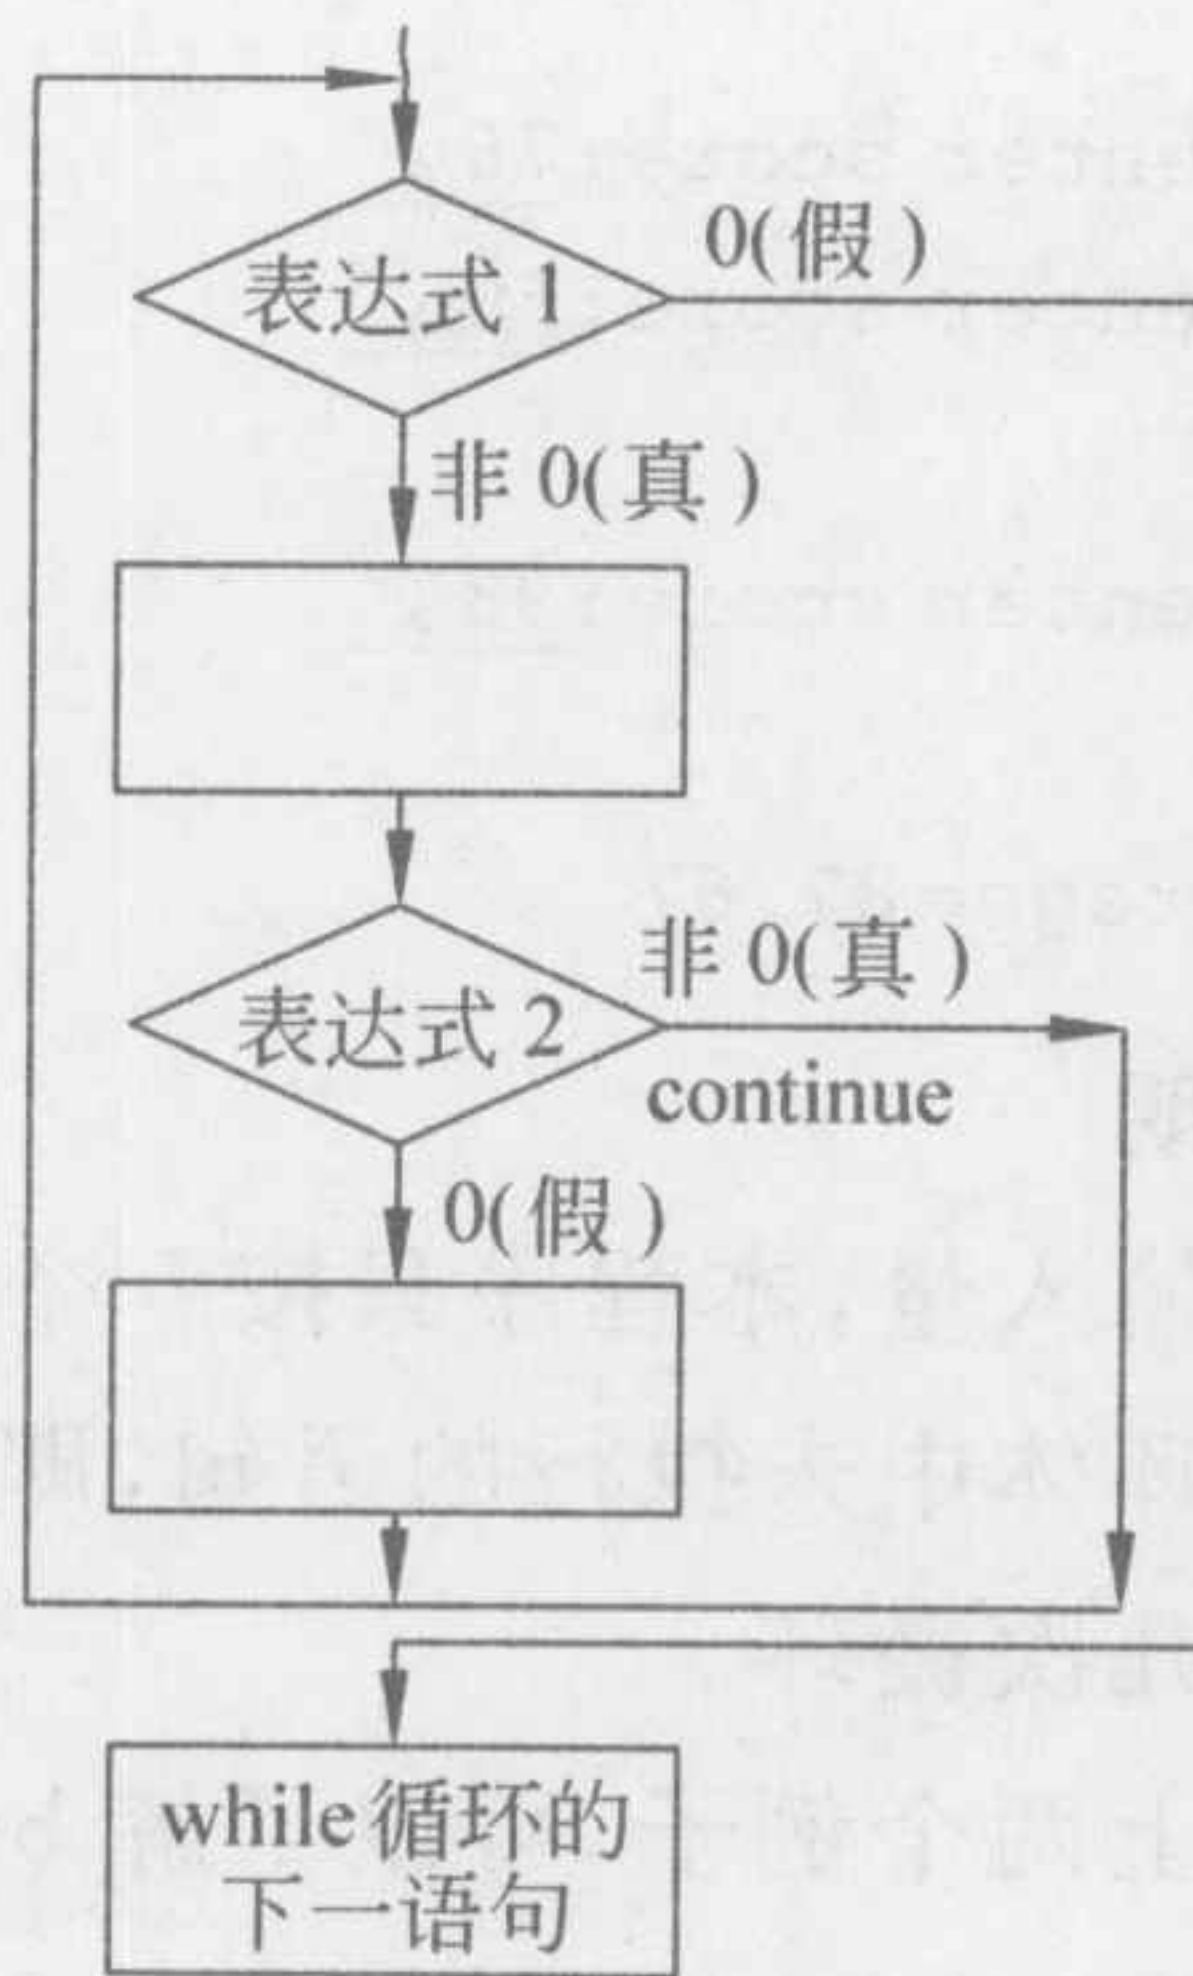 表达式 1
0(假)
非 0(真)
表达式 2
非 0(真)
continue
0(假)
while循环的
下一语句